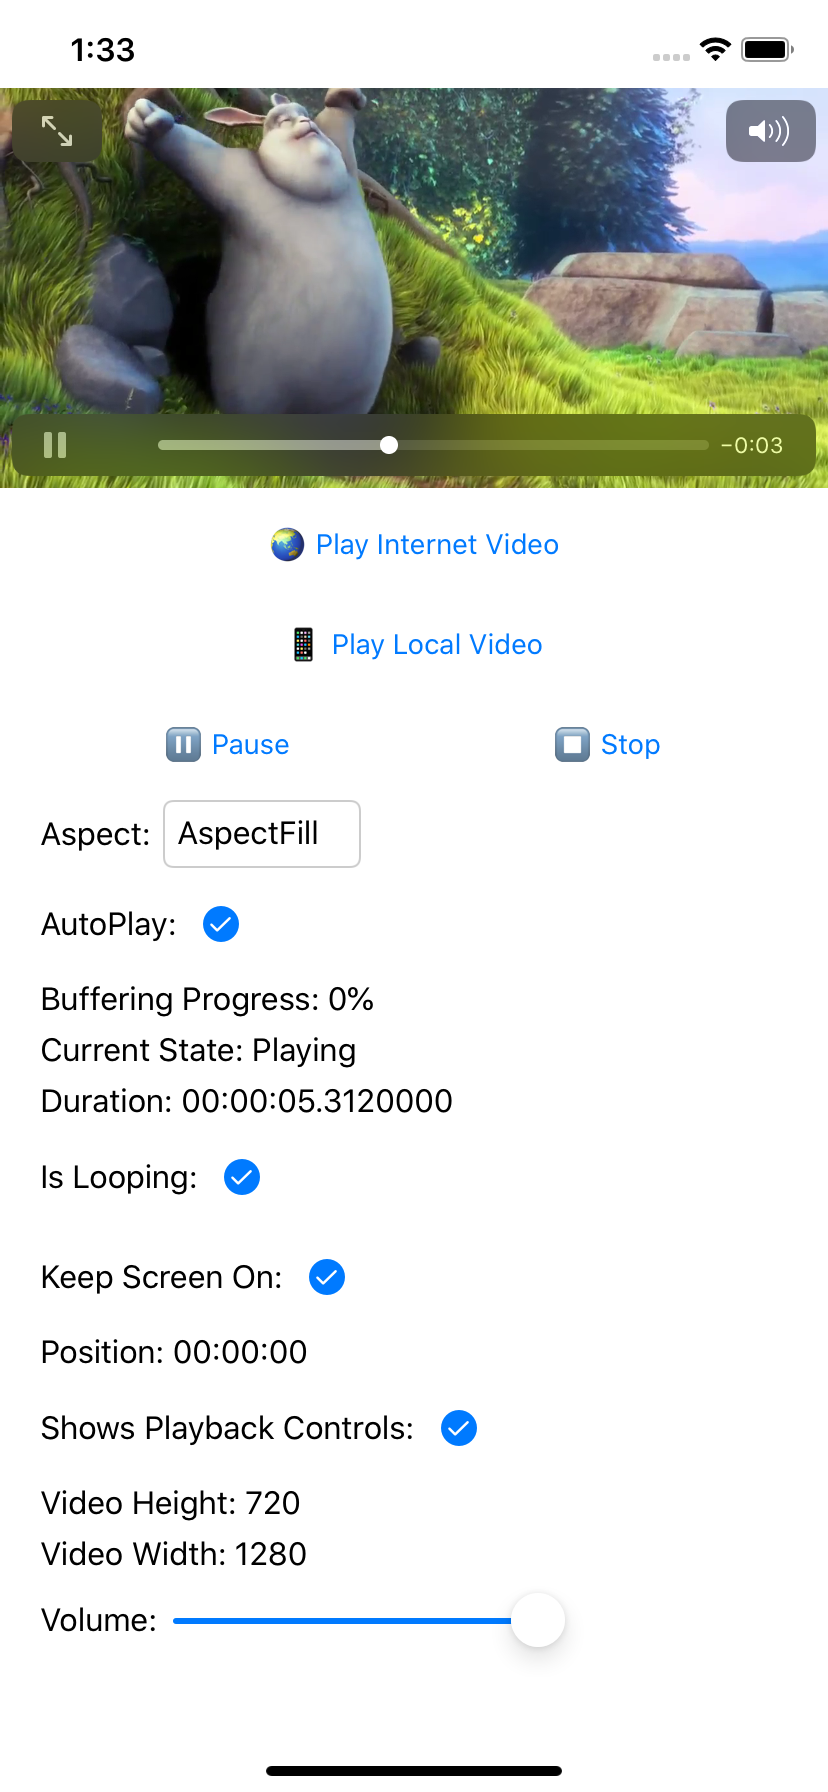 1:33
−0:03
Play Internet Video
Play Local Video
Pause
Stop
Aspect: AspectFill
AutoPlay:
Buffering Progress: 0%
Current State: Playing
Duration: 00:00:05.3120000
Is Looping:
Keep Screen On:
Position: 00:00:00
Shows Playback Controls:
Video Height: 720
Video Width: 1280
Volume: